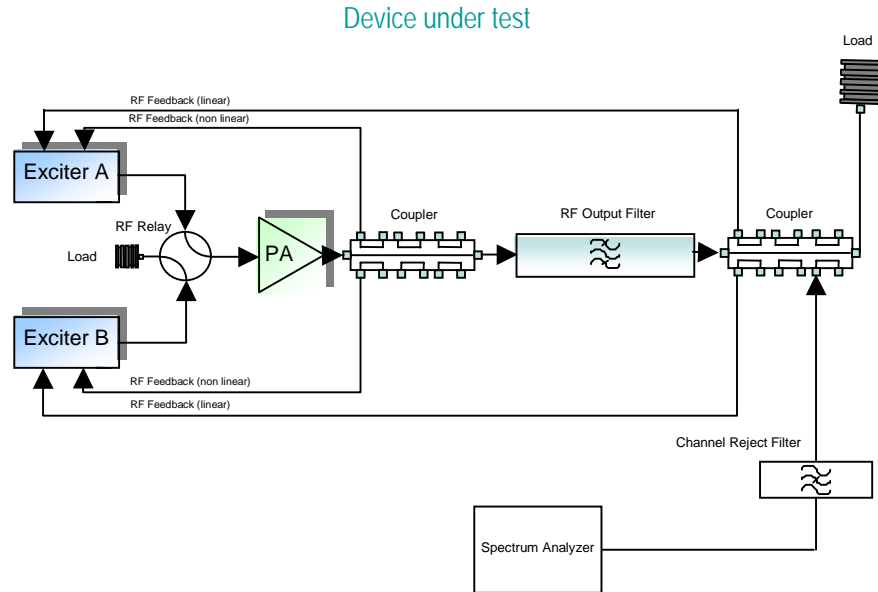 Device under test
Load
RF Feedback (linear)
RF Feedback (non linear)
Exciter A
RF Relay
Coupler
RF Output Filter
Coupler
Load
PA
Exciter B
RF Feedback (non linear)
RF Feedback (linear)
Channel Reject Filter
Spectrum Analyzer